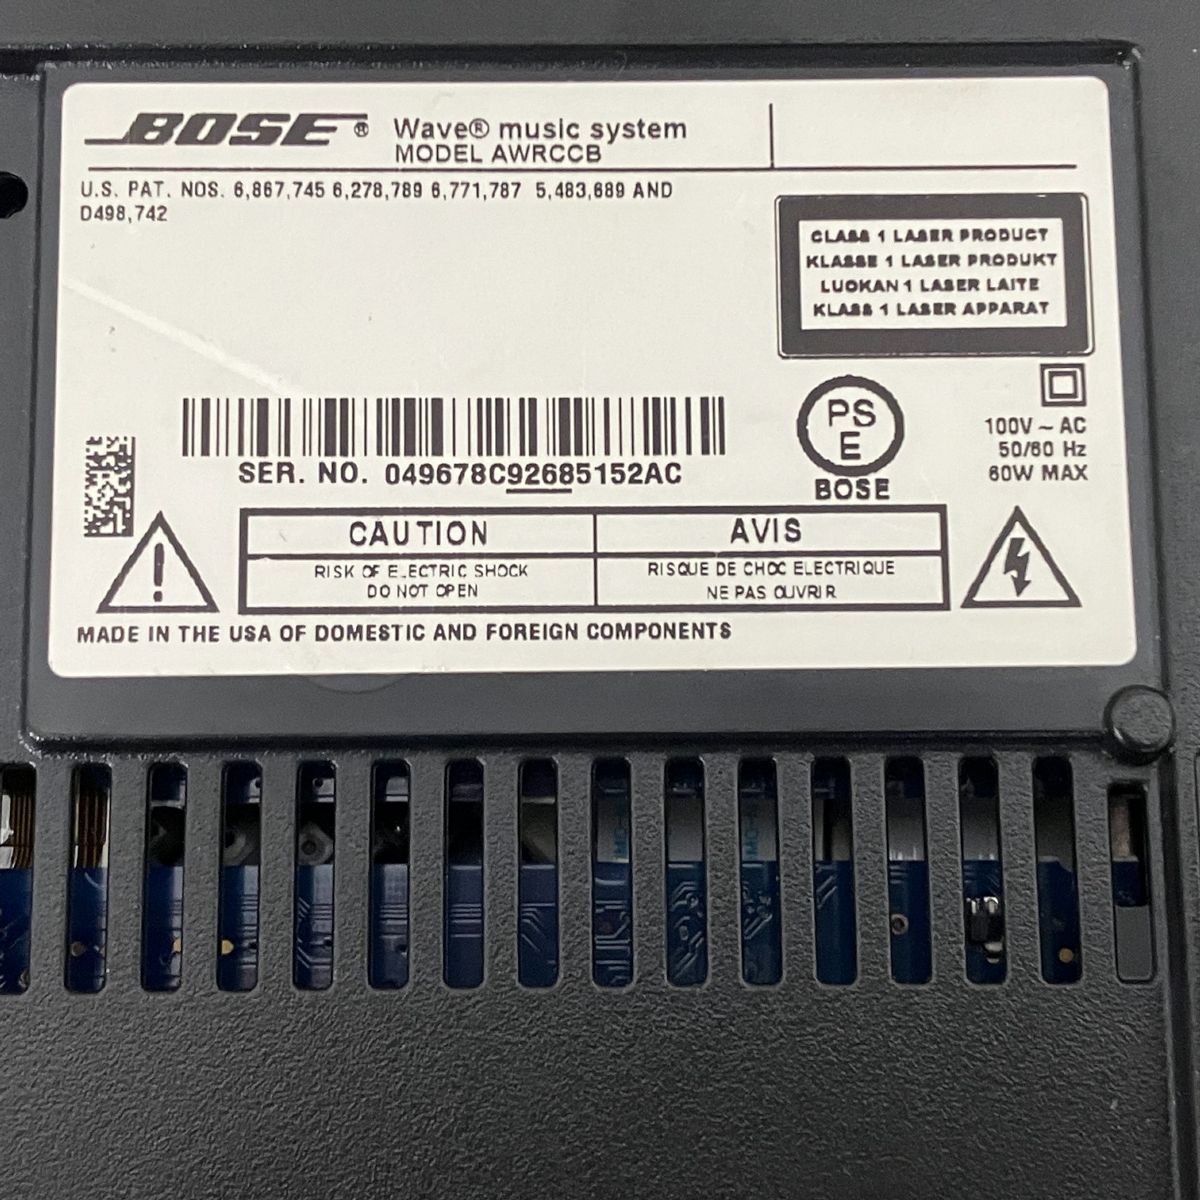 BOSE® Wave® music system
MODEL AWRCCB
U.S. PAT. NOS. 6,867,745 6,278,789 6,771,787 5,483,689 AND
D498,742
CLASS 1 LASER PRODUCT
KLASSE 1 LASER PRODUKT
LUOKAN 1 LASER LAITE
KLASS 1 LASER APPARAT
SER. NO. 049678C92685152AC
PS
E
BOSE
100V ~ AC
50/60 Hz
60W MAX
CAUTION
RISK OF ELECTRIC SHOCK
DO NOT OPEN
AVIS
RISQUE DE CHOC ELECTRIQUE
NE PAS OUVRIR
MADE IN THE USA OF DOMESTIC AND FOREIGN COMPONENTS